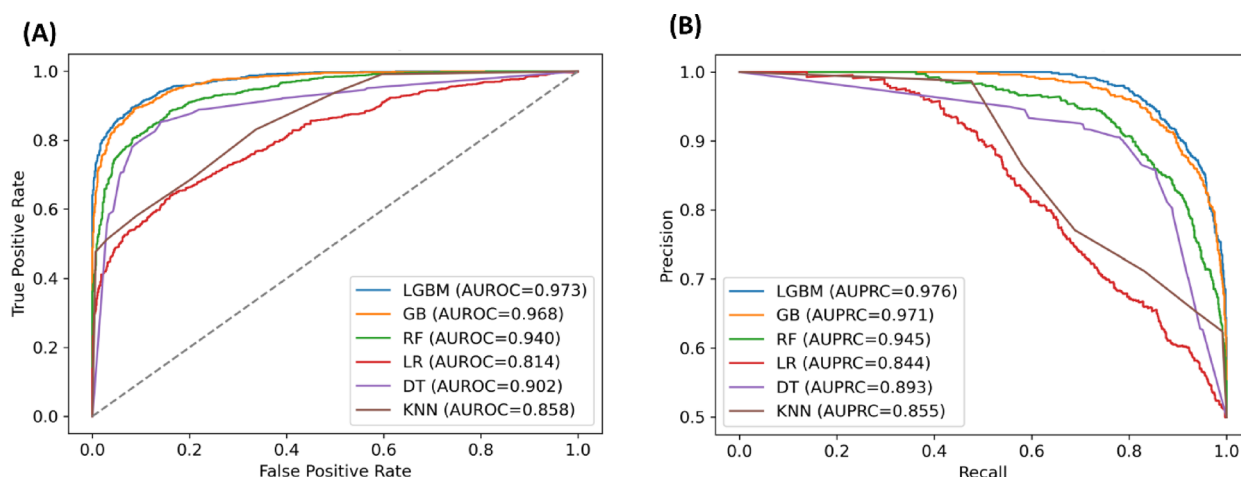 (A)
1.0
0.8
0.6
0.4
0.2
0.0
True Positive Rate
LGBM (AUROC=0.973)
GB (AUROC=0.968)
RF (AUROC=0.940)
LR (AUROC=0.814)
DT (AUROC=0.902)
KNN (AUROC=0.858)
0.0 0.2 0.4 0.6 0.8 1.0
False Positive Rate
(B)
1.0
0.9
0.8
0.7
0.6
0.5
Precision
LGBM (AUPRC=0.976)
GB (AUPRC=0.971)
RF (AUPRC=0.945)
LR (AUPRC=0.844)
DT (AUPRC=0.893)
KNN (AUPRC=0.855)
0.0 0.2 0.4 0.6 0.8 1.0
Recall